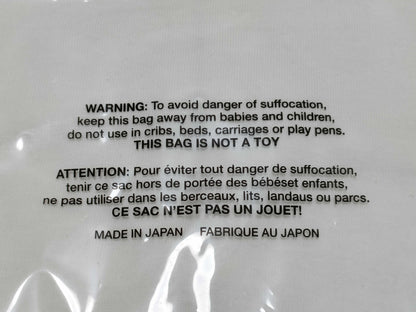 WARNING: To avoid danger of suffocation,
keep this bag away from babies and children,
do not use in cribs, beds, carriages or play pens.
THIS BAG IS NOT A TOY
ATTENTION: Pour éviter tout danger de suffocation,
tenir ce sac hors de portée des bébéset enfants,
ne pas utiliser dans les berceaux, lits, landaus ou parcs.
CE SAC N'EST PAS UN JOUET!
MADE IN JAPAN FABRIQUE AU JAPON